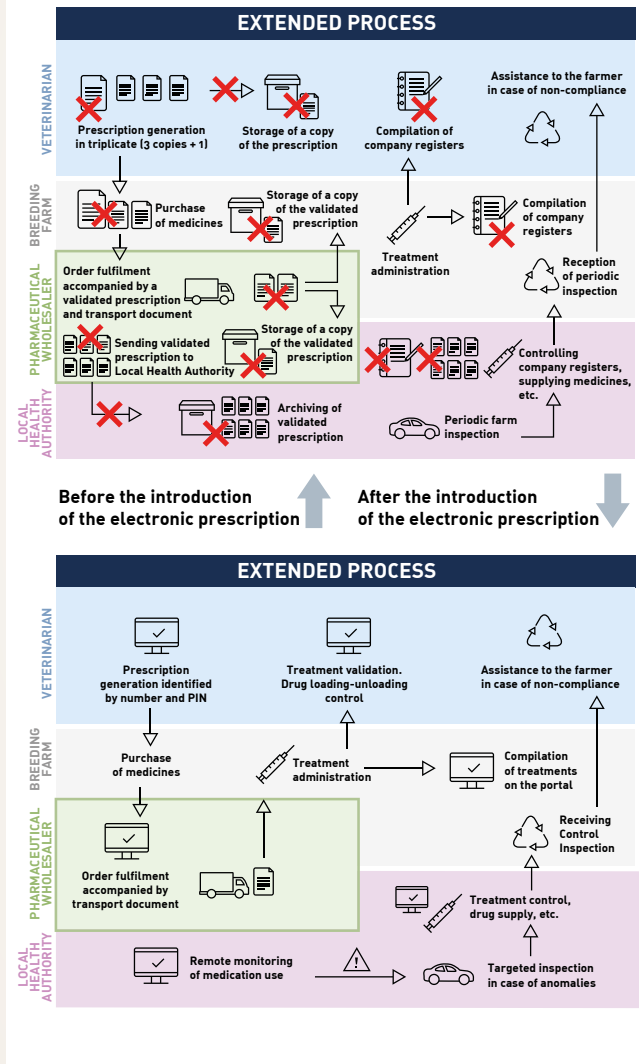 EXTENDED PROCESS
VETERINARIAN
Prescription generation
in triplicate (3 copies + 1)
Storage of a copy
of the prescription
Compilation of
company registers
Assistance to the farmer
in case of non-compliance
BREEDING
FARM
Purchase
of medicines
Storage of a copy
of the validated
prescription
Treatment
administration
Compilation
of company
registers
Reception
of periodic
inspection
PHARMACEUTICAL
WHOLESALER
Order fulfilment
accompanied by a
validated prescription
and transport document
Sending validated
prescription to
Local Health Authority
Storage of a copy
of the validated
prescription
Controlling
company registers,
supplying medicines,
etc.
LOCAL
HEALTH
AUTHORITY
Archiving of
validated
prescription
Periodic farm
inspection
Before the introduction
of the electronic prescription
After the introduction
of the electronic prescription
EXTENDED PROCESS
VETERINARIAN
Prescription
generation identified
by number and PIN
Treatment validation.
Drug loading-unloading
control
Assistance to the farmer
in case of non-compliance
BREEDING
FARM
Purchase
of medicines
Treatment
administration
Compilation
of treatments
on the portal
Receiving
Control
Inspection
PHARMACEUTICAL
WHOLESALER
Order fulfilment
accompanied by
transport document
Treatment control,
drug supply, etc.
LOCAL
HEALTH
AUTHORITY
Remote monitoring
of medication use
!
Targeted inspection
in case of anomalies